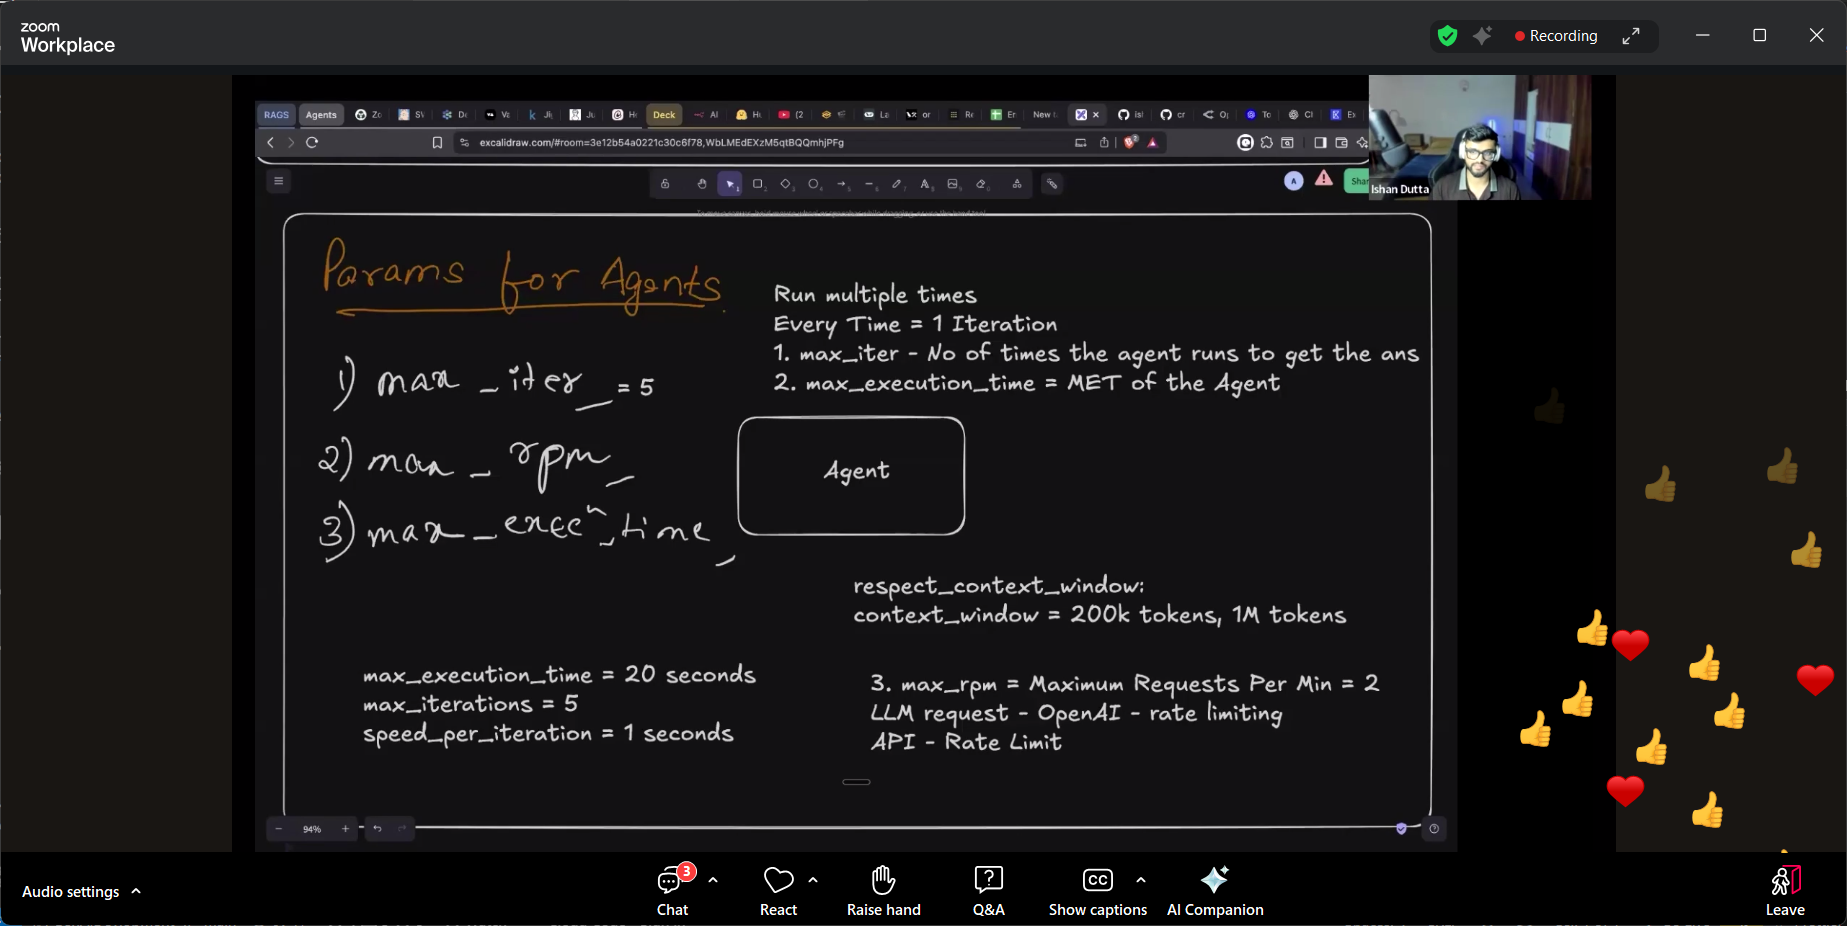 zoom
Workplace
Recording
RAGS
Agents
Deck
excalidraw.com/#room=3e12b54a0221c30c6f78,WbLMEdEXzM5qtBQQmhjPFg
Ishan Dutta
Params for Agents
Run multiple times
Every Time = 1 Iteration
1. max_iter - No of times the agent runs to get the ans
2. max_execution_time = MET of the Agent
1) max_iter = 5
2) max_rpm
3) max_execⁿ_time
Agent
respect_context_window:
context_window = 200k tokens, 1M tokens
max_execution_time = 20 seconds
max_iterations = 5
speed_per_iteration = 1 seconds
3. max_rpm = Maximum Requests Per Min = 2
LLM request - OpenAI - rate limiting
API - Rate Limit
94%
Audio settings
3
Chat
React
Raise hand
Q&A
CC
Show captions
AI Companion
Leave